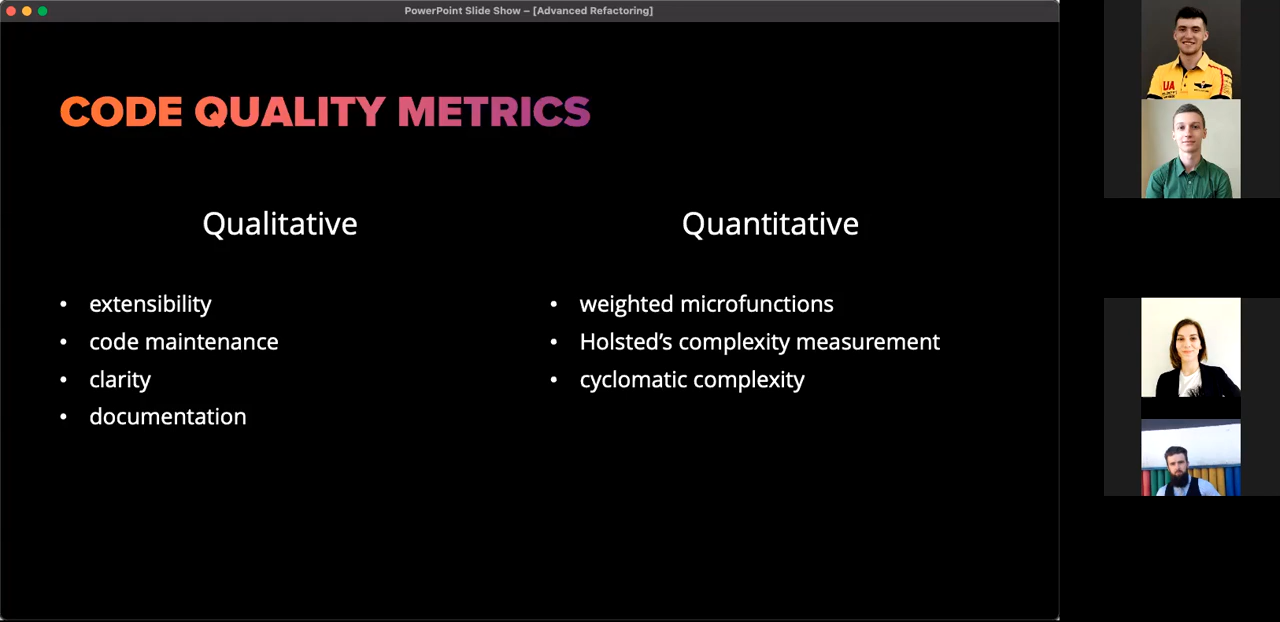 PowerPoint Slide Show – [Advanced Refactoring]
CODE QUALITY METRICS
Qualitative
• extensibility
• code maintenance
• clarity
• documentation
Quantitative
• weighted microfunctions
• Holsted’s complexity measurement
• cyclomatic complexity
UA